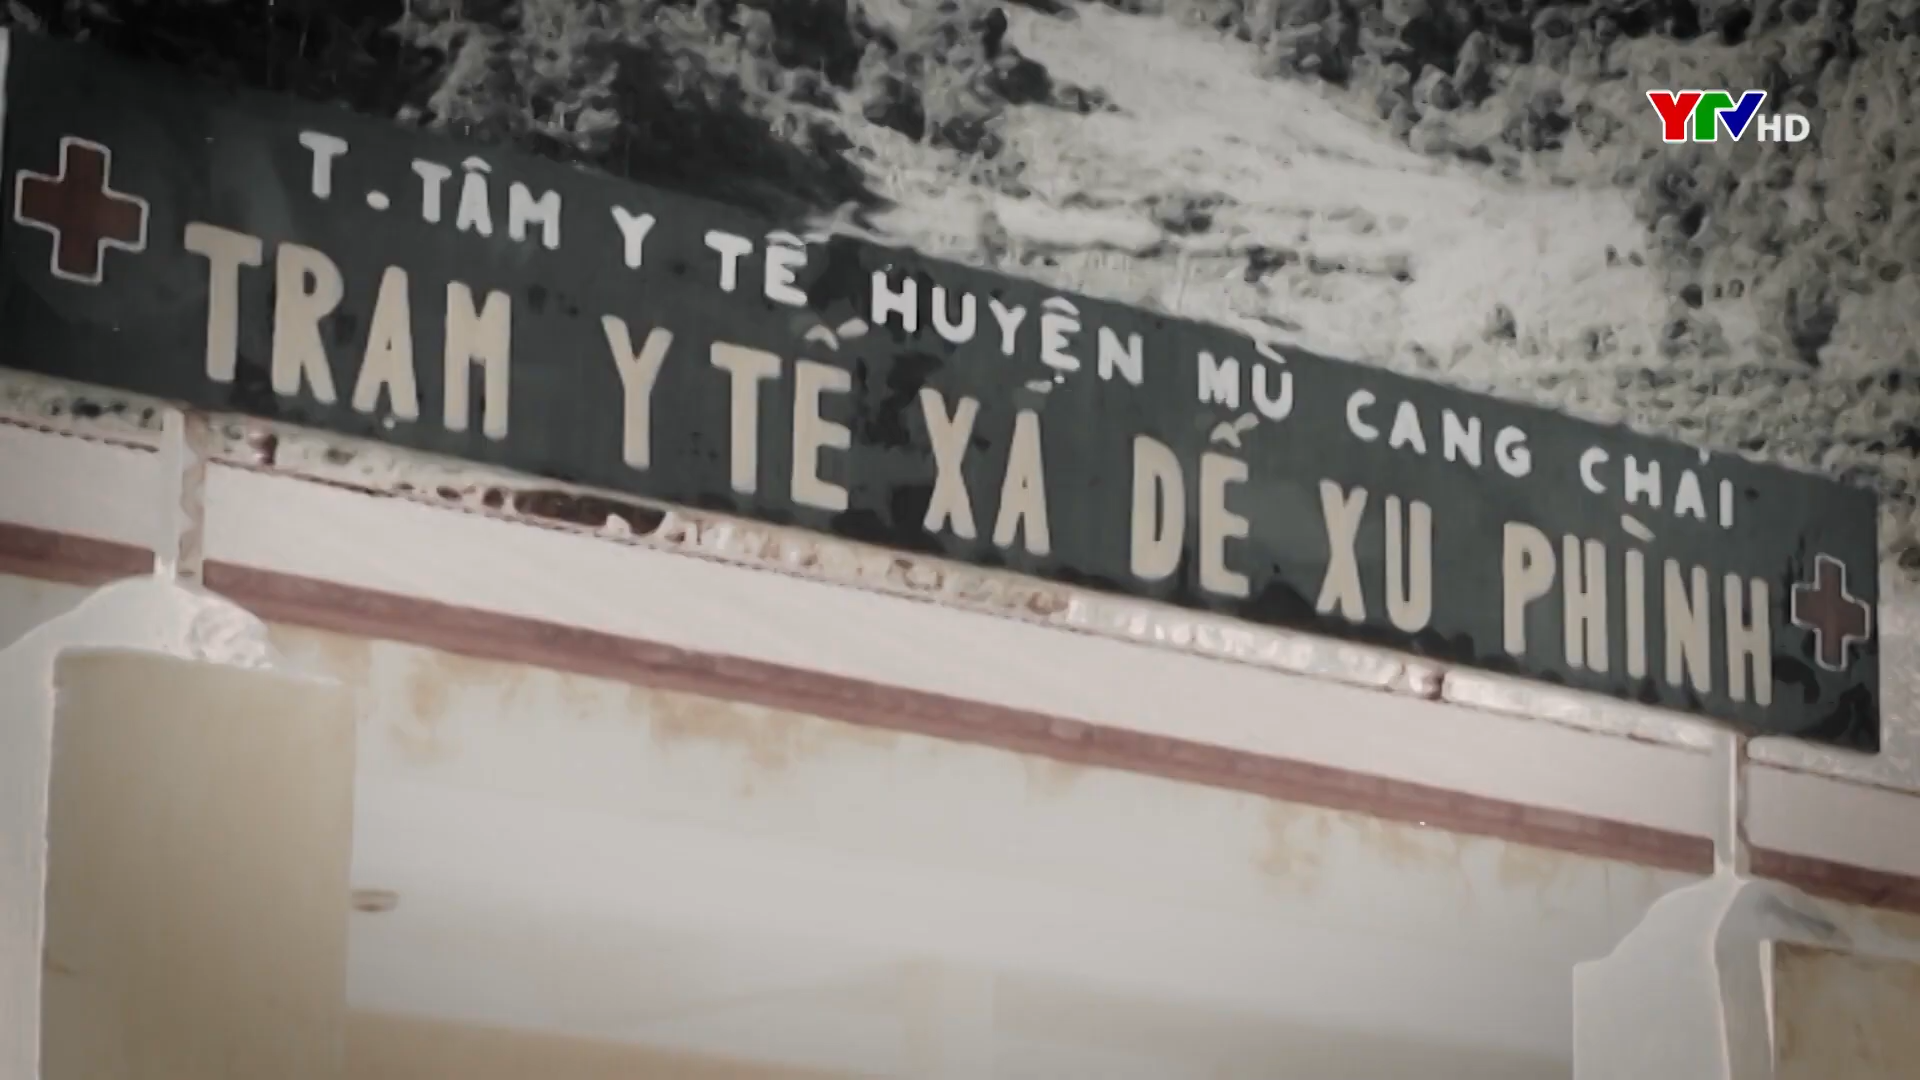 YTV HD
T. TÂM Y TẾ HUYỆN MÙ CANG CHẢI
TRẠM Y TẾ XÃ DẾ XU PHÌNH